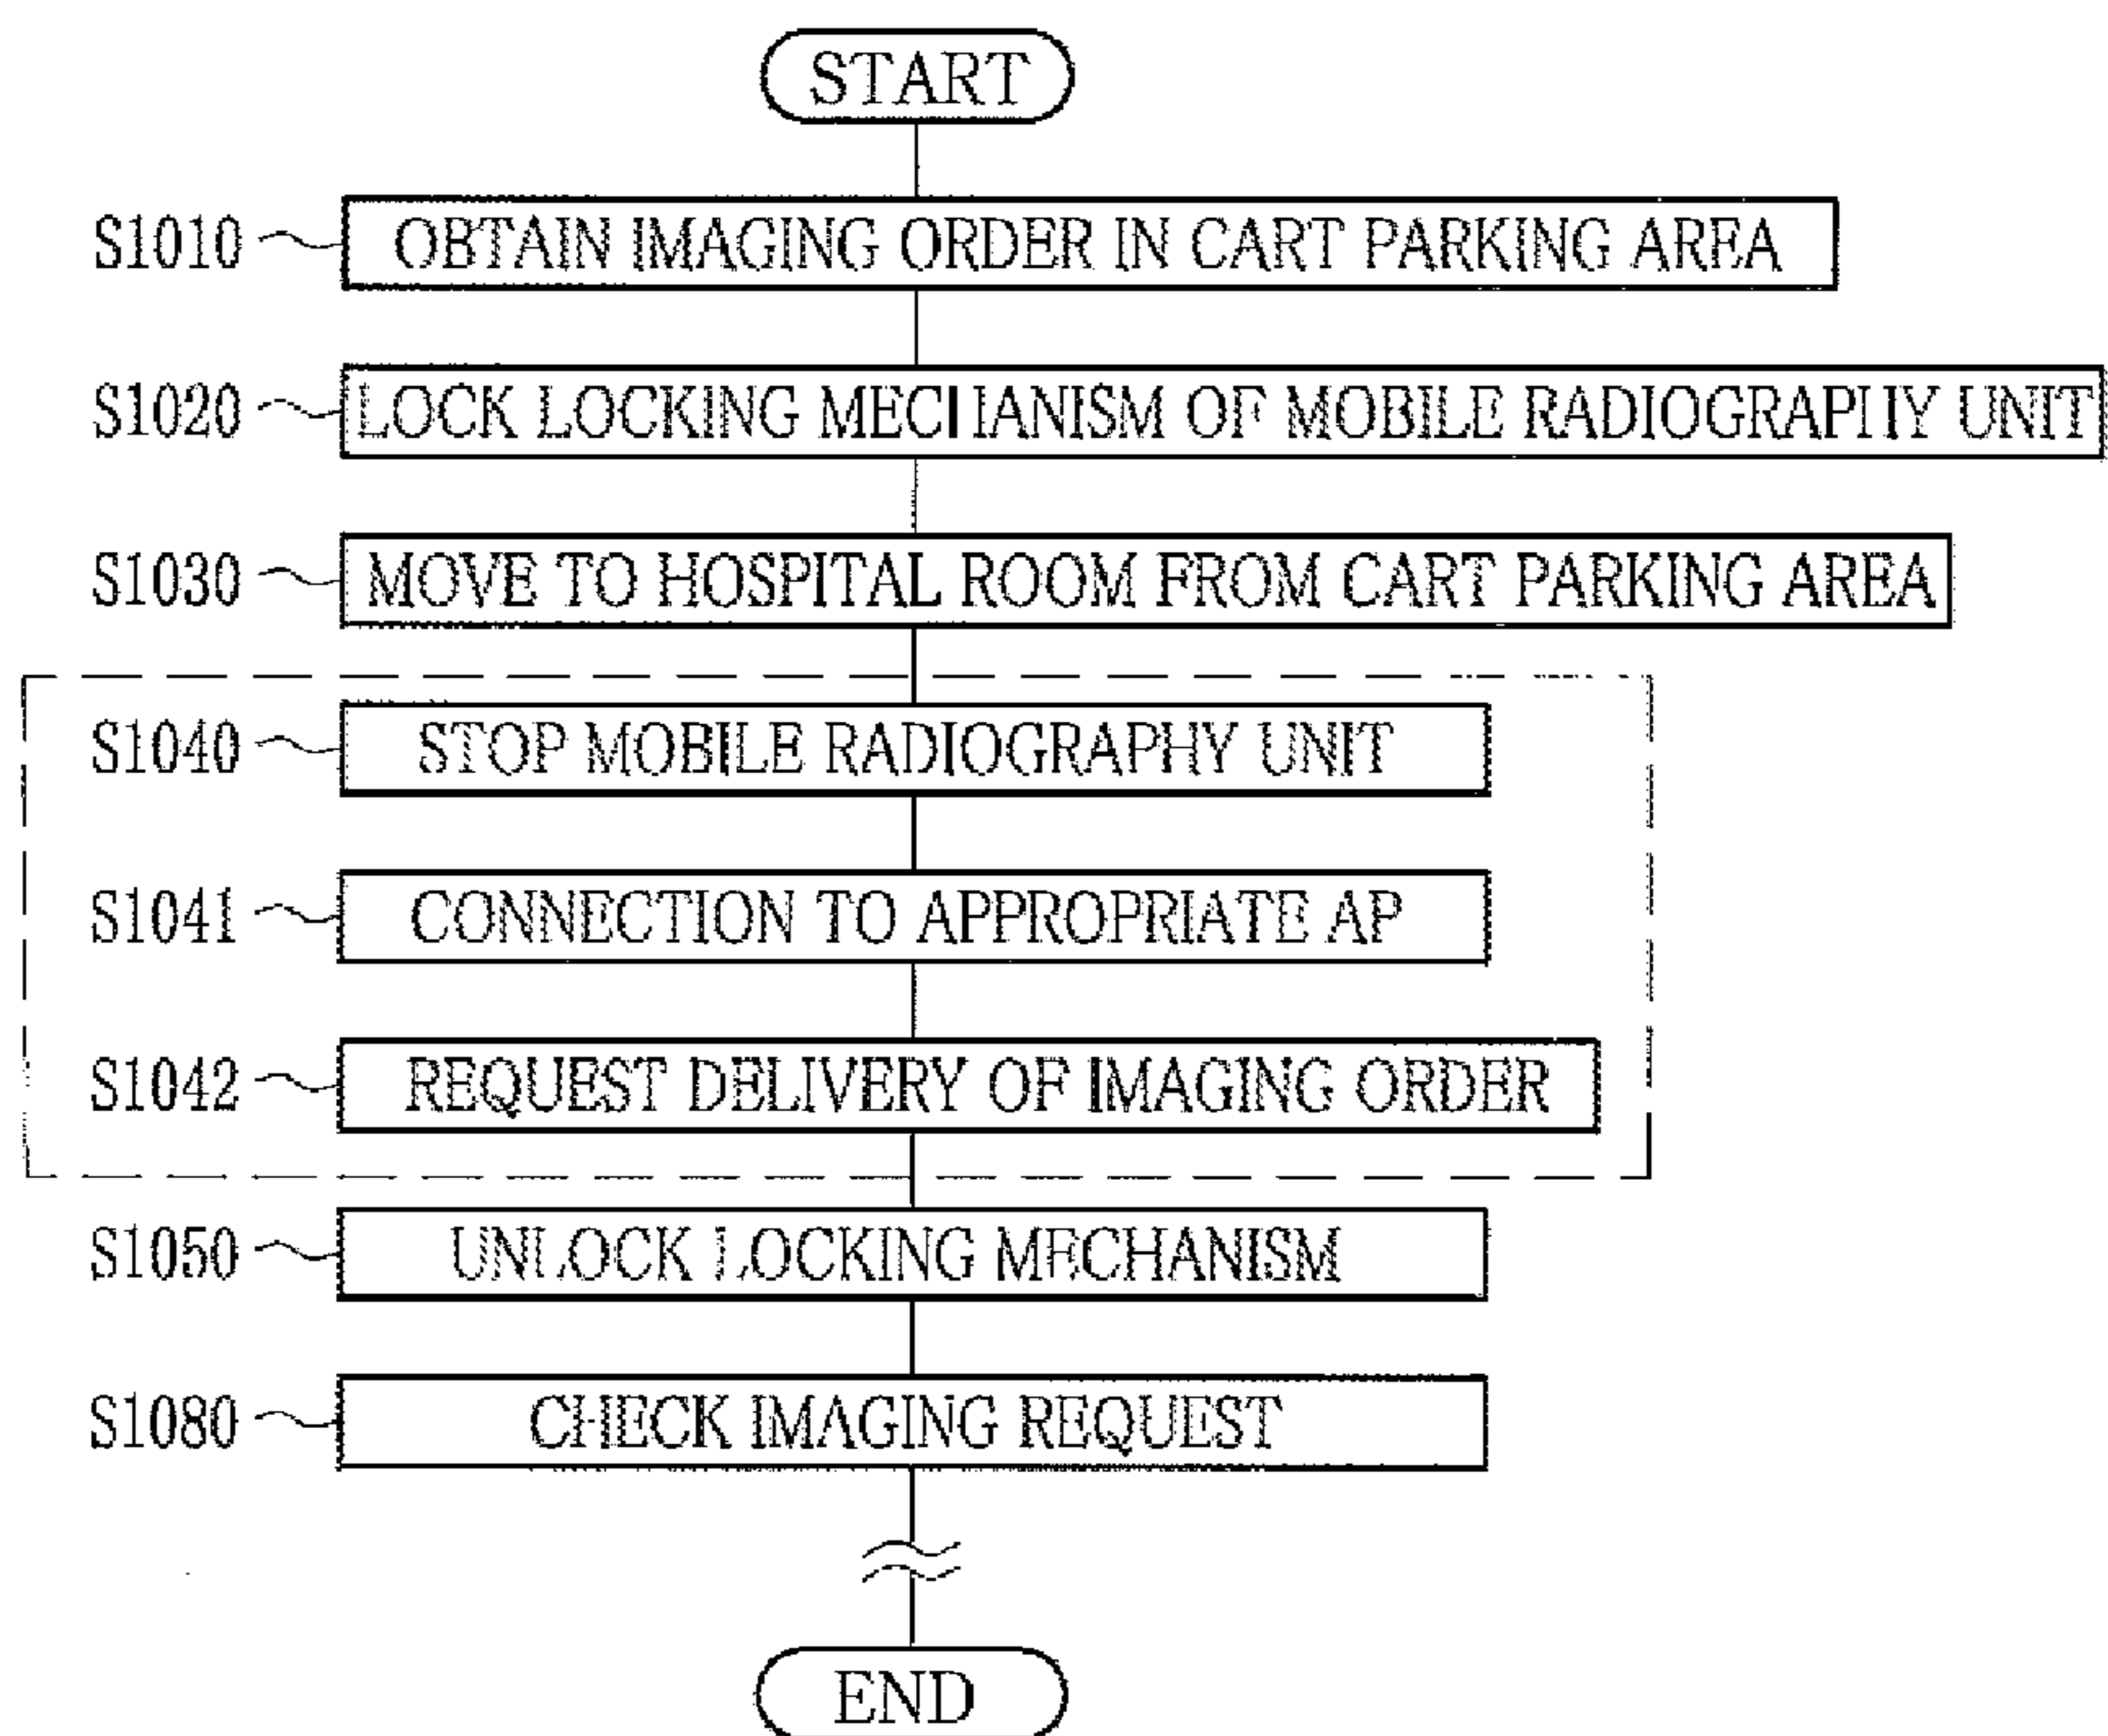 START
S1010 OBTAIN IMAGING ORDER IN CART PARKING AREA
S1020 LOCK LOCKING MECHANISM OF MOBILE RADIOGRAPHY UNIT
S1030 MOVE TO HOSPITAL ROOM FROM CART PARKING AREA
S1040 STOP MOBILE RADIOGRAPHY UNIT
S1041 CONNECTION TO APPROPRIATE AP
S1042 REQUEST DELIVERY OF IMAGING ORDER
S1050 UNLOCK LOCKING MECHANISM
S1080 CHECK IMAGING REQUEST
END